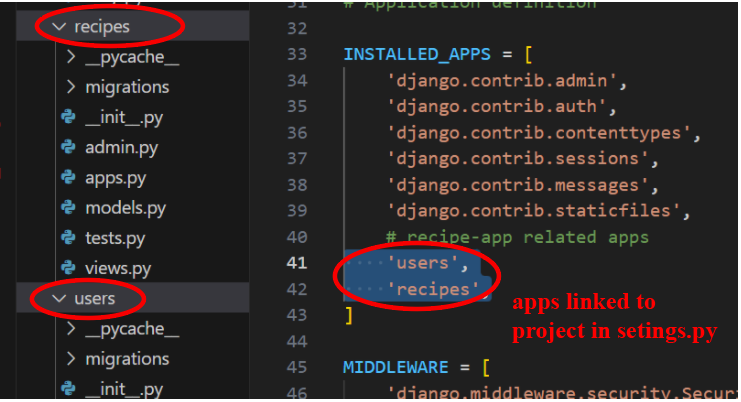 recipes
__pycache__
migrations
__init__.py
admin.py
apps.py
models.py
tests.py
views.py
users
__pycache__
migrations
__init__.py
31 # Application definition
32
33 INSTALLED_APPS = [
34 'django.contrib.admin',
35 'django.contrib.auth',
36 'django.contrib.contenttypes',
37 'django.contrib.sessions',
38 'django.contrib.messages',
39 'django.contrib.staticfiles',
40 # recipe-app related apps
41 'users',
42 'recipes',
43 ]
44
45 MIDDLEWARE = [
46 'django.middleware.security.Secur
apps linked to
project in setings.py